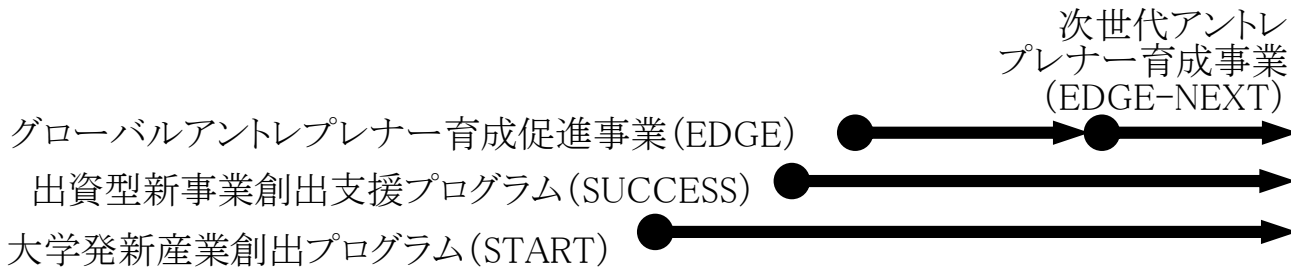 次世代アントレ
プレナー育成事業
(EDGE-NEXT)
グローバルアントレプレナー育成促進事業(EDGE)
出資型新事業創出支援プログラム(SUCCESS)
大学発新産業創出プログラム(START)